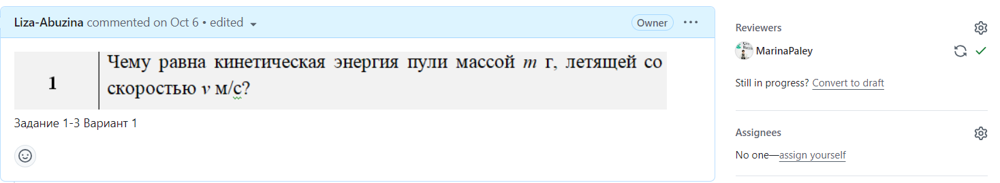 Liza-Abuzina commented on Oct 6 • edited
Owner
1
Чему равна кинетическая энергия пули массой m г, летящей со
скоростью v м/с?
Задание 1-3 Вариант 1
Reviewers
MarinaPaley
Still in progress? Convert to draft
Assignees
No one—assign yourself